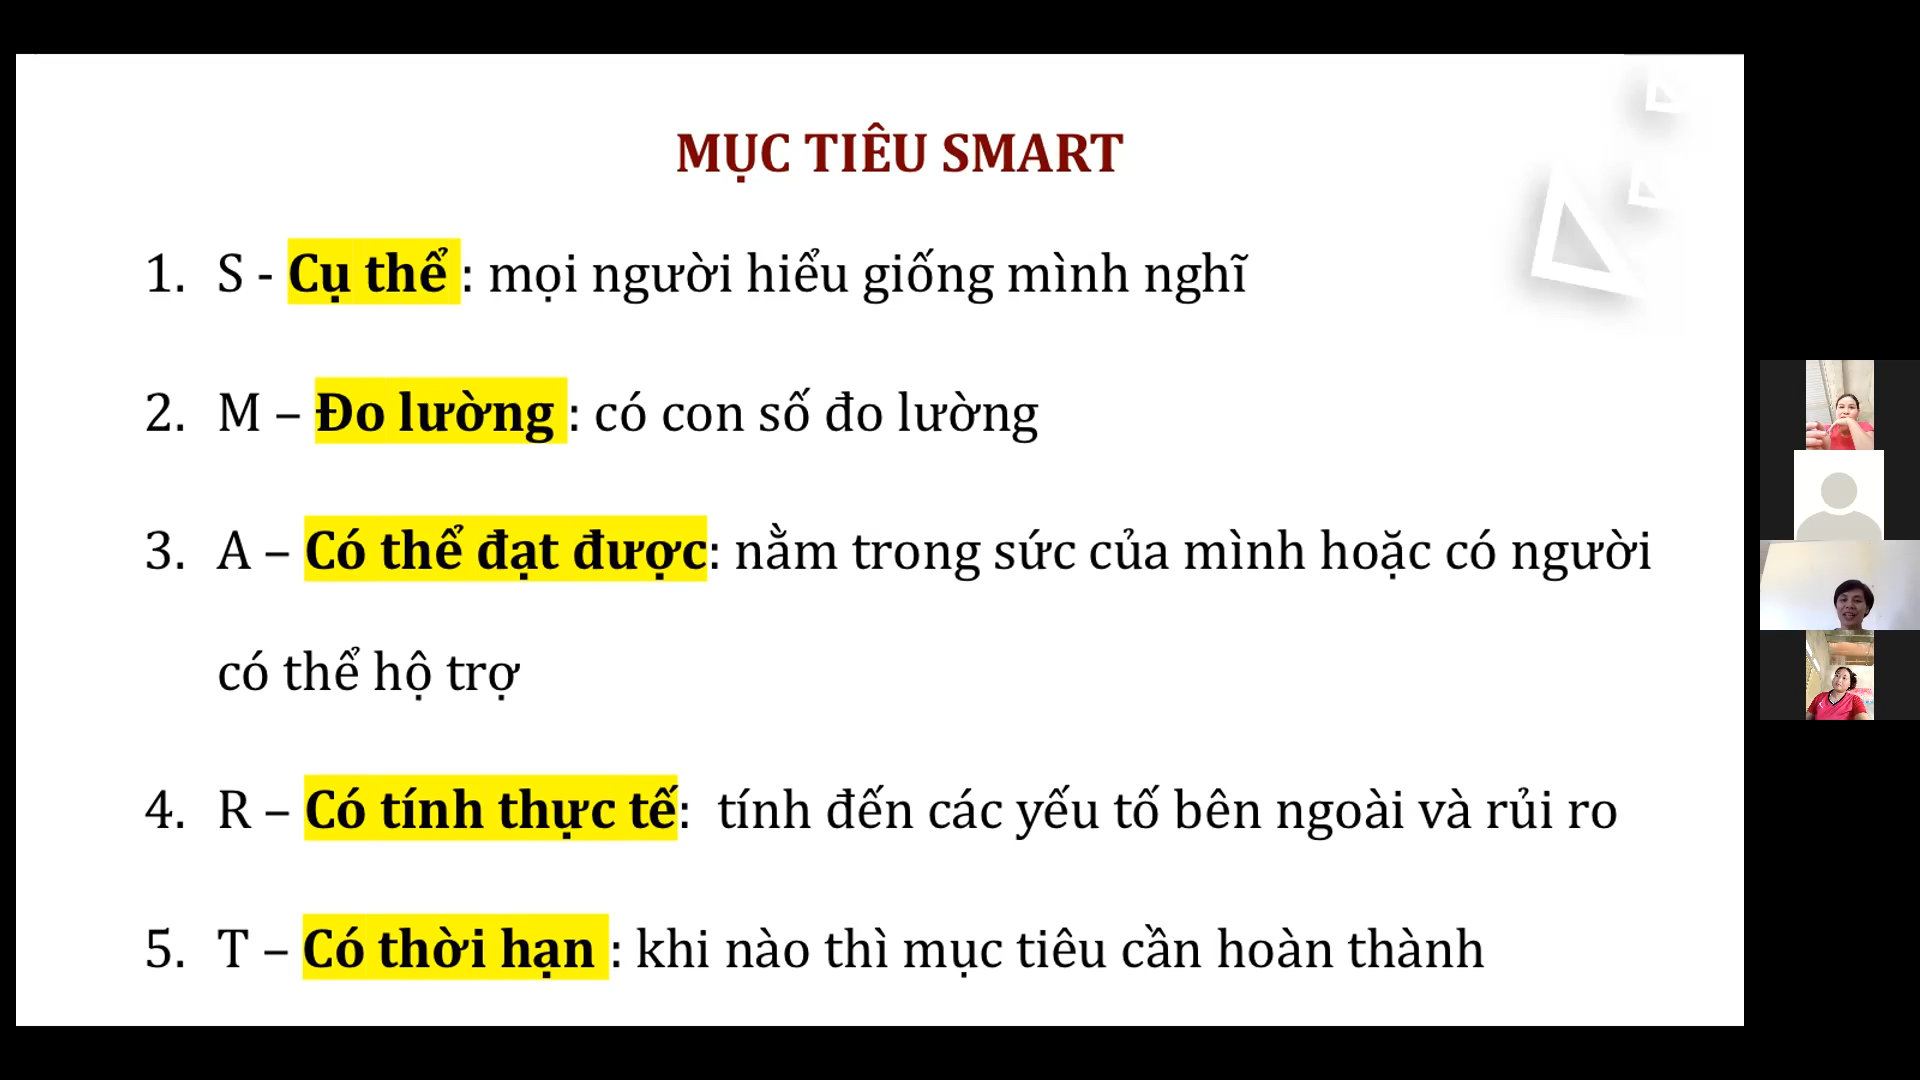 MỤC TIÊU SMART
1. S - Cụ thể : mọi người hiểu giống mình nghĩ
2. M – Đo lường : có con số đo lường
3. A – Có thể đạt được: nằm trong sức của mình hoặc có người
có thể hộ trợ
4. R – Có tính thực tế: tính đến các yếu tố bên ngoài và rủi ro
5. T – Có thời hạn : khi nào thì mục tiêu cần hoàn thành